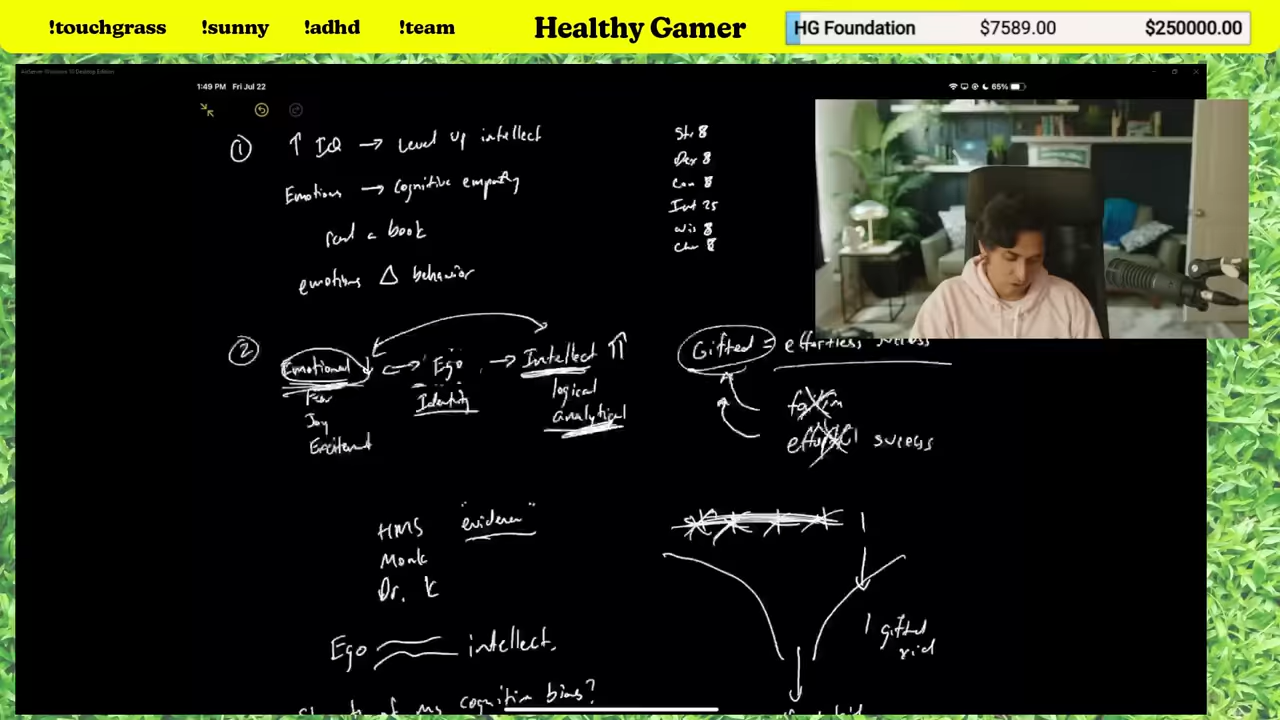 !touchgrass !sunny !adhd !team
Healthy Gamer
HG Foundation $7589.00 $250000.00
1:49 PM Fri Jul 22
65%
① ↑ IQ → Level up intellect
Emotions → cognitive empathy
read a book
emotions Δ behavior
Str 8
Dex 8
Con 8
Int 25
Wis 8
Cha 8
② Emotional ↓ ← → Ego → Intellect ↑↑
Fear
Joy
Excitement
Identity
logical
analytical
Gifted = effortless success
success
HMS "evidence"
Monk
Dr. K
Ego intellect.
1
1 gifted
kid
of my cognitive bias?